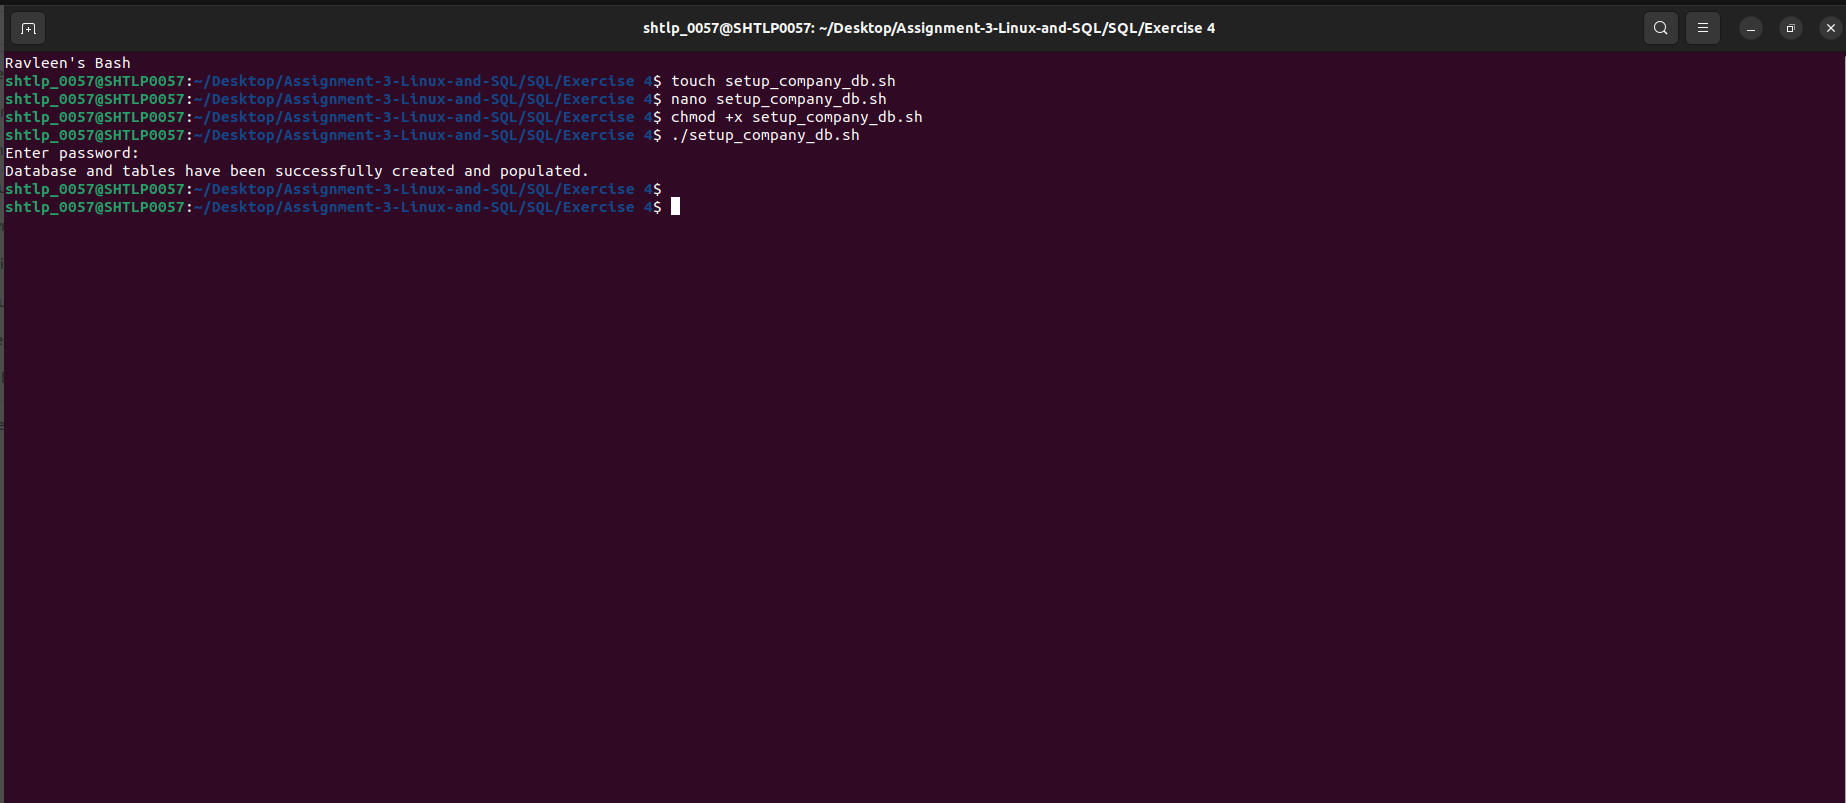 shtlp_0057@SHTLP0057: ~/Desktop/Assignment-3-Linux-and-SQL/SQL/Exercise 4
Ravleen's Bash
shtlp_0057@SHTLP0057:~/Desktop/Assignment-3-Linux-and-SQL/SQL/Exercise 4$ touch setup_company_db.sh
shtlp_0057@SHTLP0057:~/Desktop/Assignment-3-Linux-and-SQL/SQL/Exercise 4$ nano setup_company_db.sh
shtlp_0057@SHTLP0057:~/Desktop/Assignment-3-Linux-and-SQL/SQL/Exercise 4$ chmod +x setup_company_db.sh
shtlp_0057@SHTLP0057:~/Desktop/Assignment-3-Linux-and-SQL/SQL/Exercise 4$ ./setup_company_db.sh
Enter password:
Database and tables have been successfully created and populated.
shtlp_0057@SHTLP0057:~/Desktop/Assignment-3-Linux-and-SQL/SQL/Exercise 4$
shtlp_0057@SHTLP0057:~/Desktop/Assignment-3-Linux-and-SQL/SQL/Exercise 4$